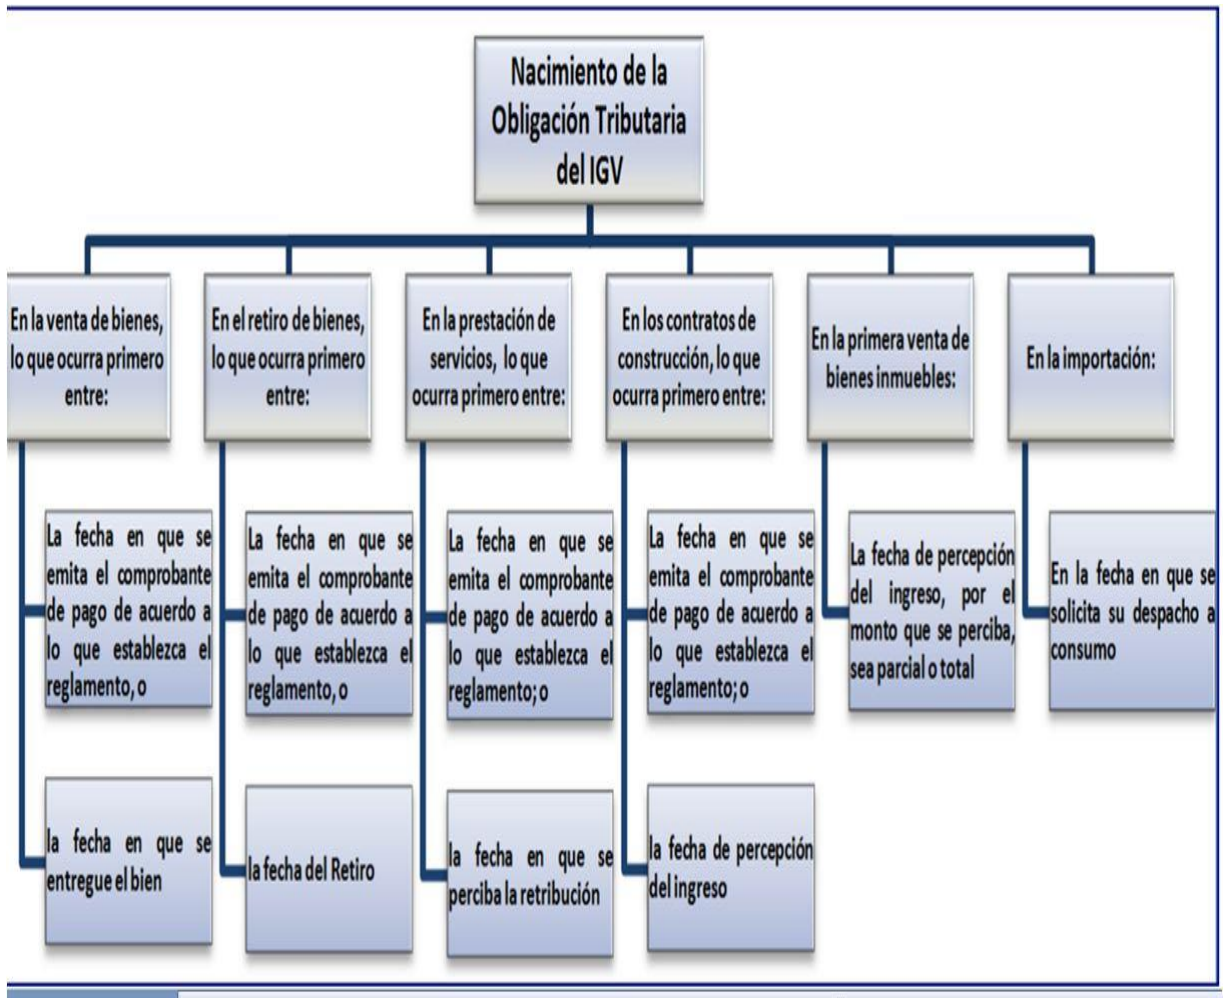 Nacimiento de la
Obligación Tributaria
del IGV
En la venta de bienes,
lo que ocurra primero
entre:
En el retiro de bienes,
lo que ocurra primero
entre:
En la prestación de
servicios, lo que
ocurra primero entre:
En los contratos de
construcción, lo que
ocurra primero entre:
En la primera venta de
bienes inmuebles:
En la importación:
La fecha en que se
emita el comprobante
de pago de acuerdo a
lo que establezca el
reglamento, o
La fecha en que se
emita el comprobante
de pago de acuerdo a
lo que establezca el
reglamento, o
La fecha en que se
emita el comprobante
de pago de acuerdo a
lo que establezca el
reglamento; o
La fecha en que se
emita el comprobante
de pago de acuerdo a
lo que establezca el
reglamento; o
La fecha de percepción
del ingreso, por el
monto que se perciba,
sea parcial o total
En la fecha en que se
solicita su despacho a
consumo
la fecha en que se
entregue el bien
la fecha del Retiro
la fecha en que se
perciba la retribución
la fecha de percepción
del ingreso